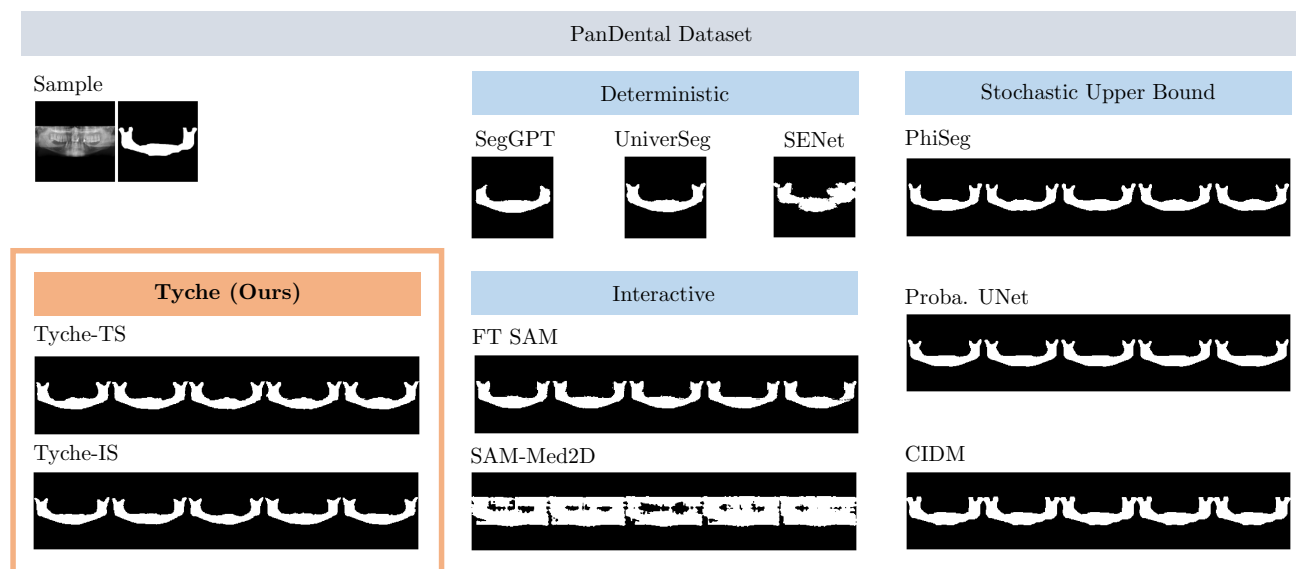 PanDental Dataset
Sample
Deterministic
SegGPT
UniverSeg
SENet
Stochastic Upper Bound
PhiSeg
Tyche (Ours)
Tyche-TS
Tyche-IS
Interactive
FT SAM
SAM-Med2D
Proba. UNet
CIDM